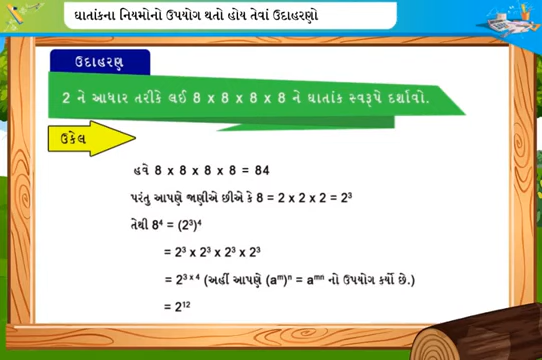 ઘાતાંકના નિયમોનો ઉપયોગ થતો હોય તેવાં ઉદાહરણો
ઉદાહરણ
2 ને આધાર તરીકે લઈ 8 x 8 x 8 x 8 ને ઘાતાંક સ્વરૂપે દર્શાવો.
ઉકેલ
હવે 8 x 8 x 8 x 8 = 84
પરંતુ આપણે જાણીએ છીએ કે 8 = 2 x 2 x 2 = 2³
તેથી 8⁴ = (2³)⁴
= 2³ x 2³ x 2³ x 2³
= 2³ ˣ ⁴ (અહીં આપણે (aᵐ)ⁿ = aᵐⁿ નો ઉપયોગ કર્યો છે.)
= 2¹²